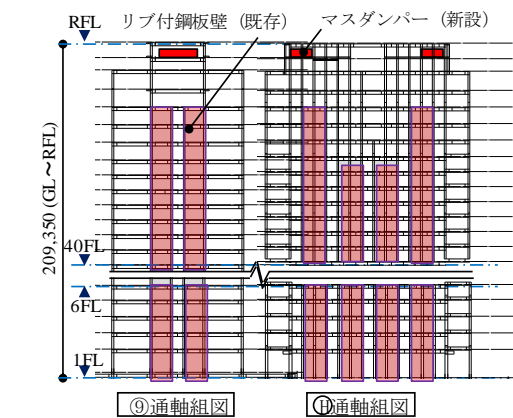 RFL
リブ付鋼板壁（既存）
マスダンパー（新設）
209,350 (GL～RFL)
40FL
6FL
1FL
⑨通軸組図
Ⓗ通軸組図